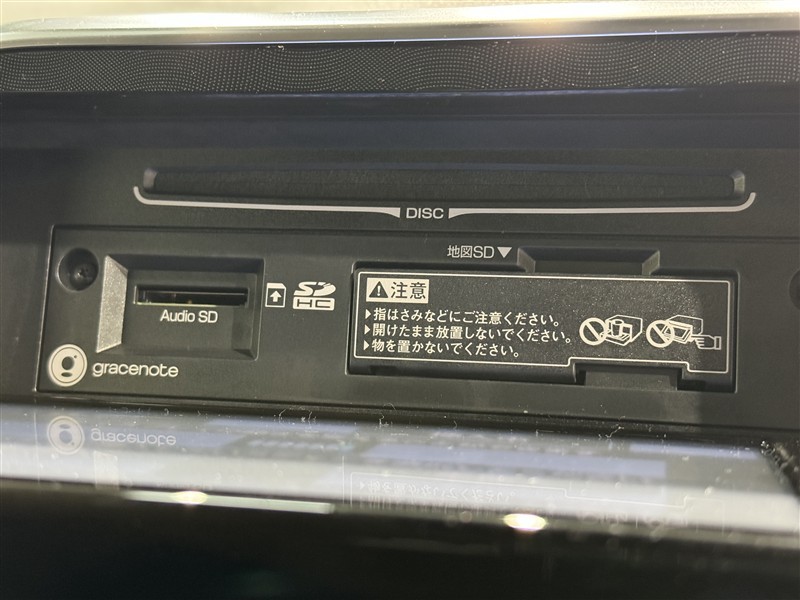 DISC
地図SD▼
Audio SD
SD
HC
gracenote
注意
▶指はさみなどにご注意ください。
▶開けたまま放置しないでください。
▶物を置かないでください。